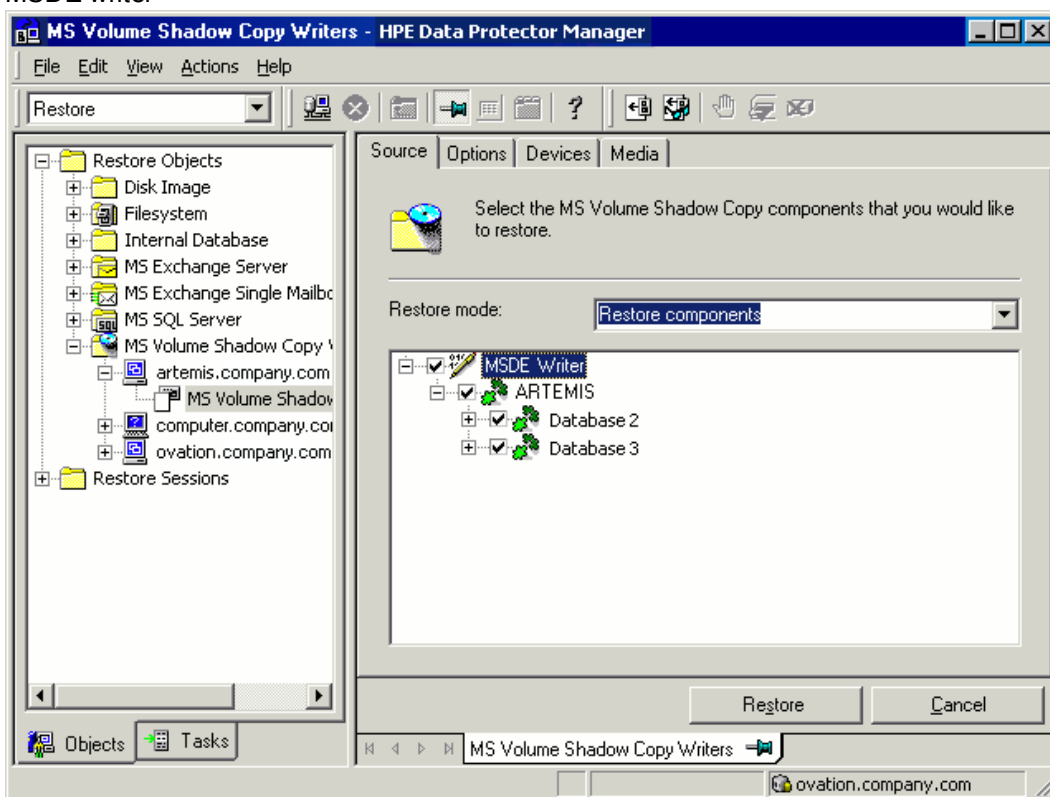 MSDE writer
MS Volume Shadow Copy Writers - HPE Data Protector Manager
File Edit View Actions Help
Restore
Restore Objects
Disk Image
Filesystem
Internal Database
MS Exchange Server
MS Exchange Single Mailbo
MS SQL Server
SQL
MS Volume Shadow Copy
artemis.company.com
MS Volume Shadow
computer.company.co
ovation.company.com
Restore Sessions
Objects Tasks
Source Options Devices Media
Select the MS Volume Shadow Copy components that you would like
to restore.
Restore mode: Restore components
MSDE Writer
ARTEMIS
Database 2
Database 3
Restore Cancel
MS Volume Shadow Copy Writers
ovation.company.com